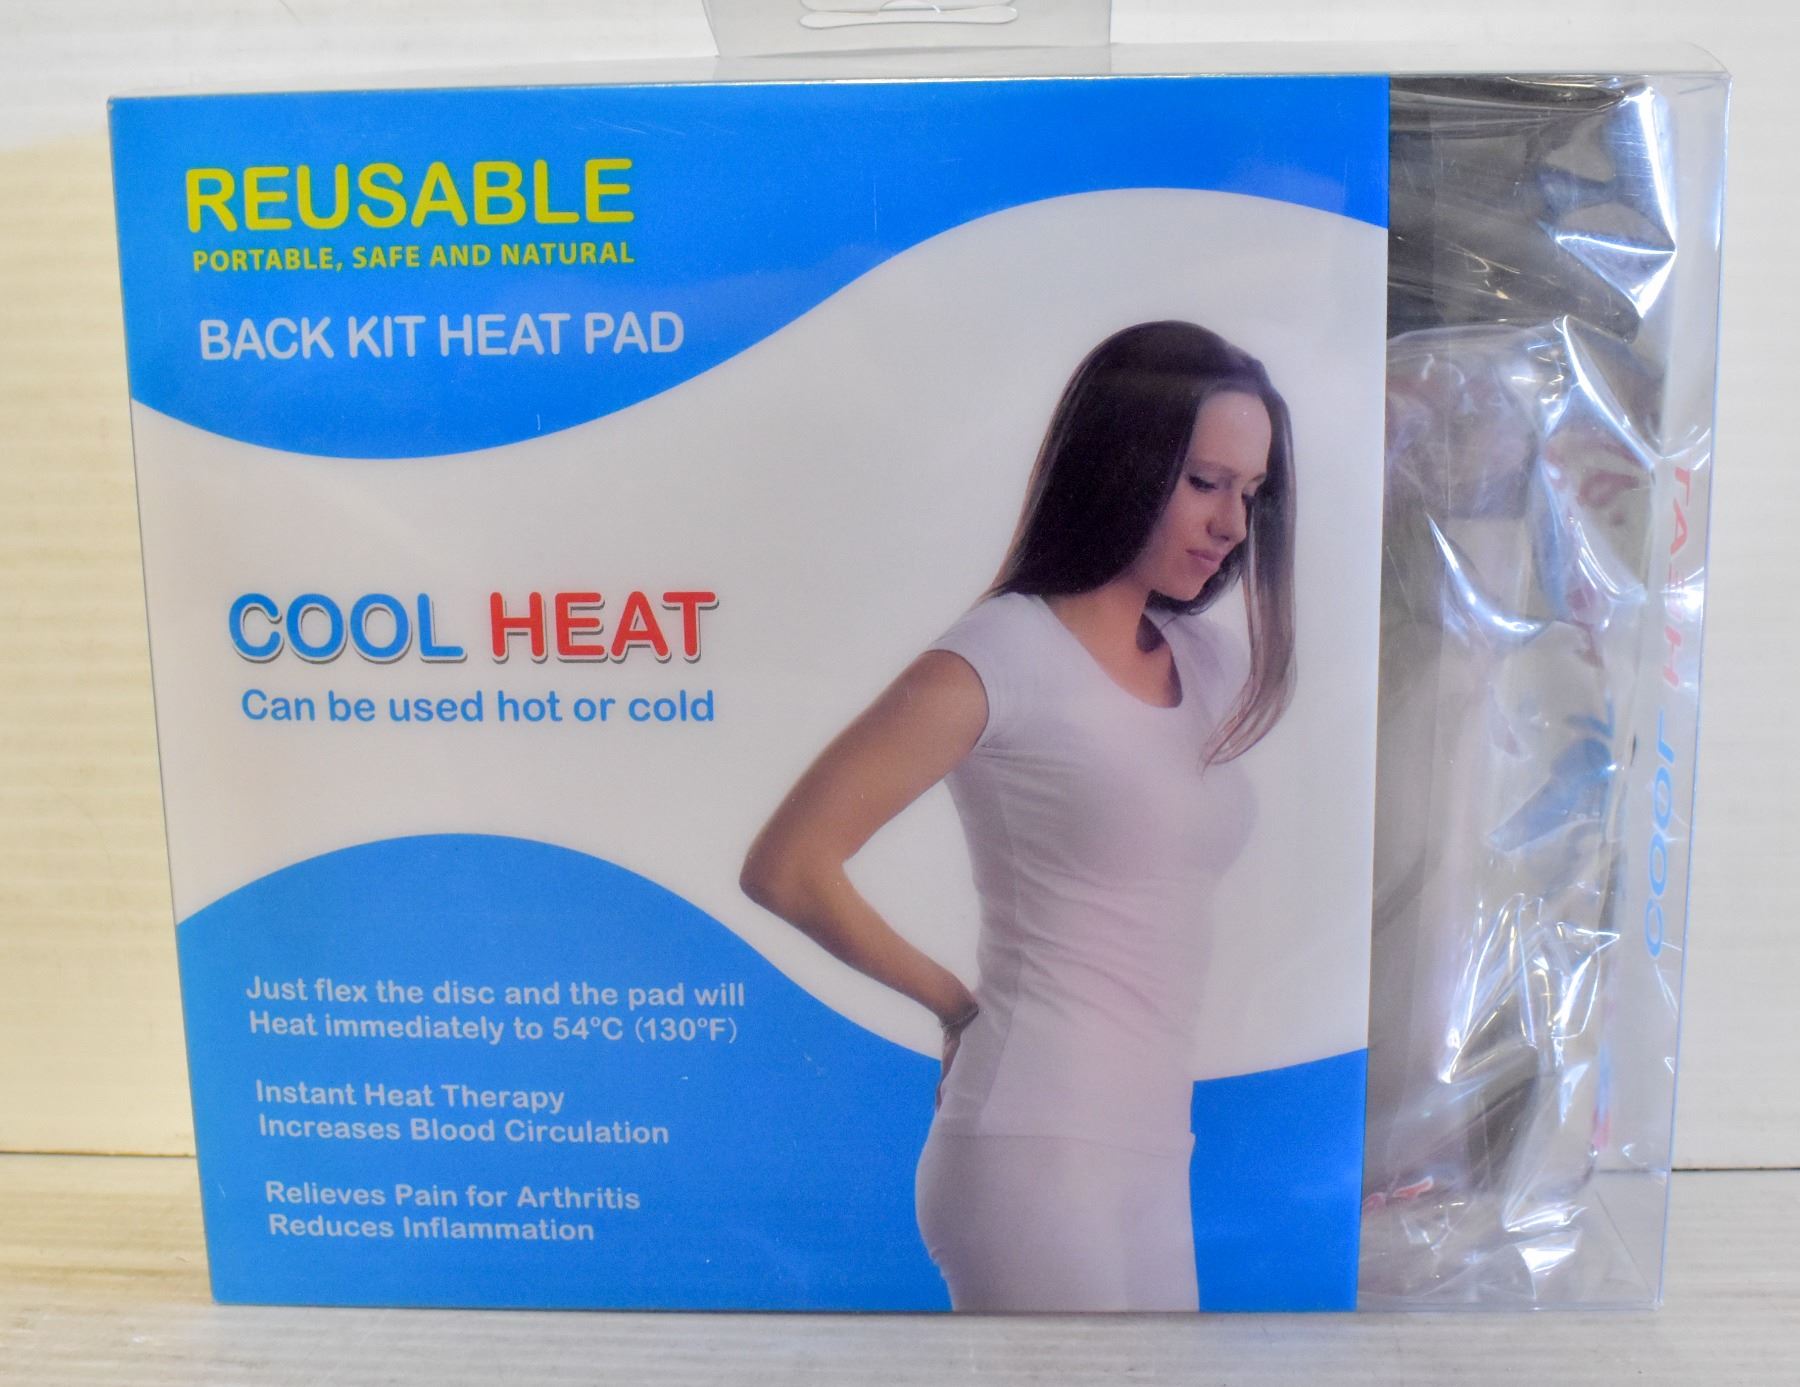 REUSABLE
PORTABLE, SAFE AND NATURAL
BACK KIT HEAT PAD
COOL HEAT
Can be used hot or cold
Just flex the disc and the pad will
Heat immediately to 54°C (130°F)
Instant Heat Therapy
Increases Blood Circulation
Relieves Pain for Arthritis
Reduces Inflammation
COOL HEAT